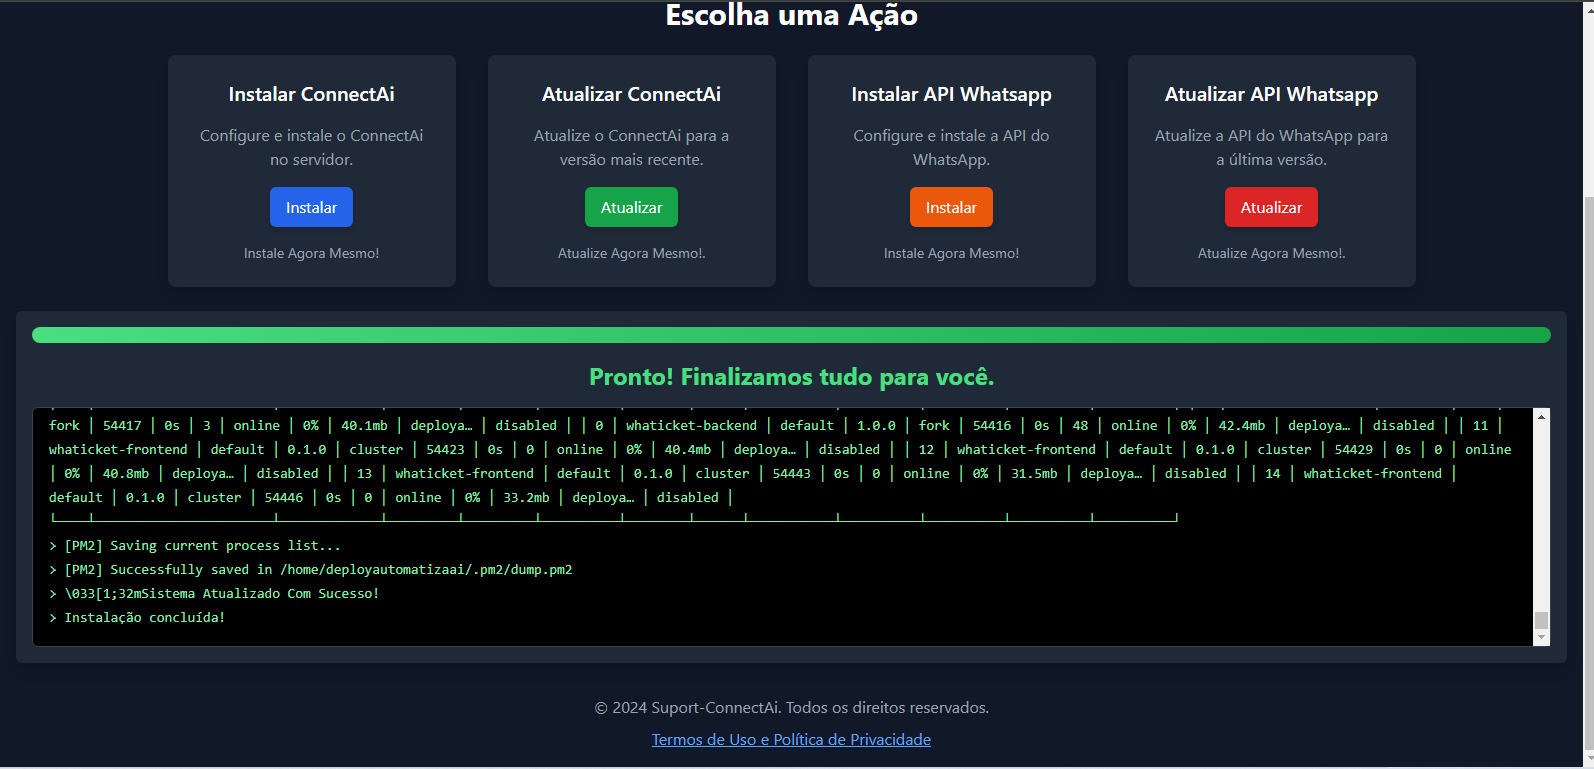 Escolha uma Ação
Instalar ConnectAi
Configure e instale o ConnectAi
no servidor.
Instalar
Instale Agora Mesmo!
Atualizar ConnectAi
Atualize o ConnectAi para a
versão mais recente.
Atualizar
Atualize Agora Mesmo!.
Instalar API Whatsapp
Configure e instale a API do
WhatsApp.
Instalar
Instale Agora Mesmo!
Atualizar API Whatsapp
Atualize a API do WhatsApp para
a última versão.
Atualizar
Atualize Agora Mesmo!.
Pronto! Finalizamos tudo para você.
fork │ 54417 │ 0s │ 3 │ online │ 0% │ 40.1mb │ deploya… │ disabled │ │ 0 │ whaticket-backend │ default │ 1.0.0 │ fork │ 54416 │ 0s │ 48 │ online │ 0% │ 42.4mb │ deploya… │ disabled │ │ 11 │
whaticket-frontend │ default │ 0.1.0 │ cluster │ 54423 │ 0s │ 0 │ online │ 0% │ 40.4mb │ deploya… │ disabled │ │ 12 │ whaticket-frontend │ default │ 0.1.0 │ cluster │ 54429 │ 0s │ 0 │ online
│ 0% │ 40.8mb │ deploya… │ disabled │ │ 13 │ whaticket-frontend │ default │ 0.1.0 │ cluster │ 54443 │ 0s │ 0 │ online │ 0% │ 31.5mb │ deploya… │ disabled │ │ 14 │ whaticket-frontend │
default │ 0.1.0 │ cluster │ 54446 │ 0s │ 0 │ online │ 0% │ 33.2mb │ deploya… │ disabled │
> [PM2] Saving current process list...
> [PM2] Successfully saved in /home/deployautomatizaai/.pm2/dump.pm2
> \033[1;32mSistema Atualizado Com Sucesso!
> Instalação concluída!
© 2024 Suport-ConnectAi. Todos os direitos reservados.
Termos de Uso e Política de Privacidade